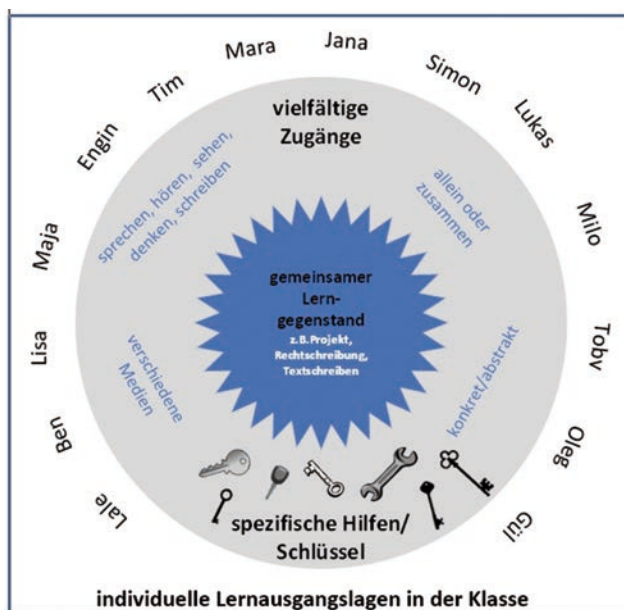 Jana
Mara
Simon
Tim
Lukas
Engin
Milo
Maja
Tobv
Lisa
Oleg
Ben
Gül
Lale
vielfältige
Zugänge
sprechen, hören, sehen,
denken, schreiben
allein oder
zusammen
gemeinsamer
Lern-
gegenstand
z.B. Projekt,
Rechtschreibung,
Textschreiben
verschiedene
Medien
konkret/abstrakt
spezifische Hilfen/
Schlüssel
individuelle Lernausgangslagen in der Klasse